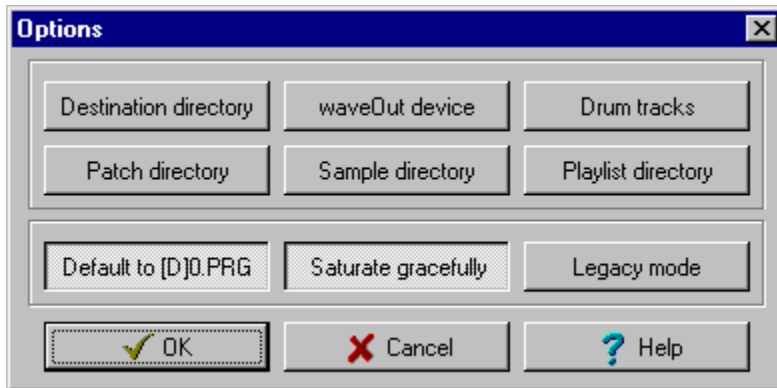 Options
Destination directory waveOut device Drum tracks
Patch directory Sample directory Playlist directory
Default to [D]0.PRG Saturate gracefully Legacy mode
OK Cancel Help